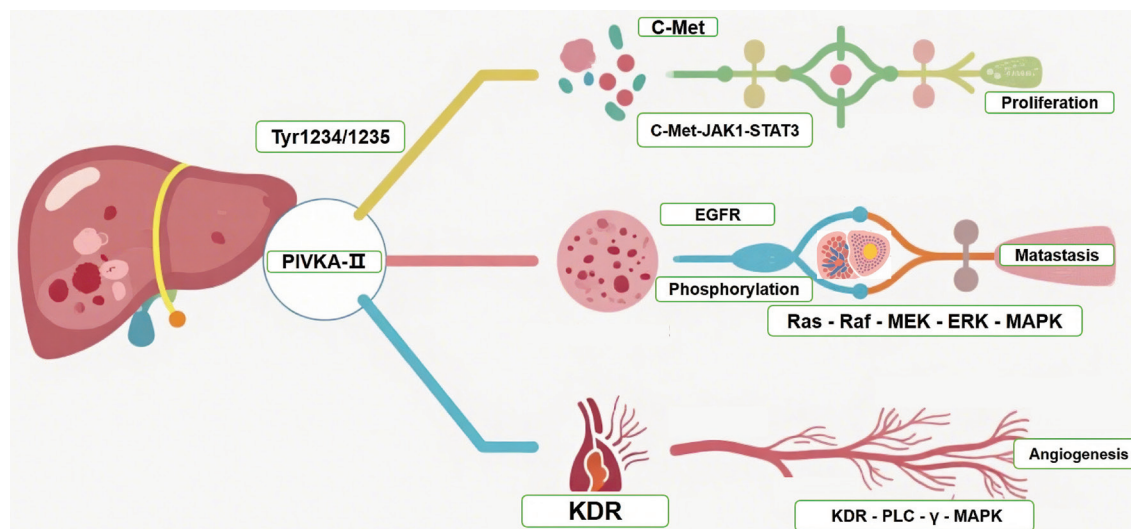 C-Met
Tyr1234/1235
C-Met-JAK1-STAT3
Proliferation
PIVKA-Ⅱ
EGFR
Phosphorylation
Matastasis
Ras - Raf - MEK - ERK - MAPK
KDR
Angiogenesis
KDR - PLC - γ - MAPK